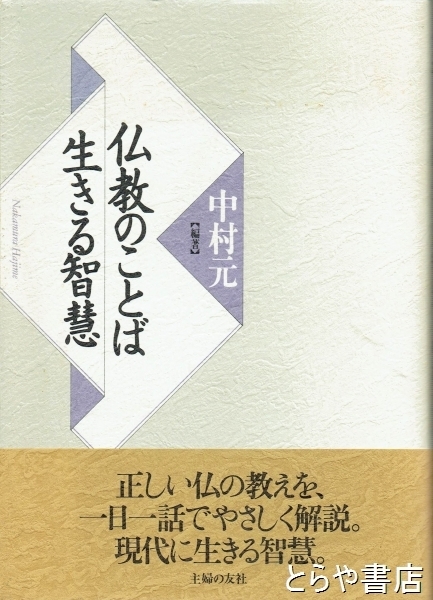 仏教のことば
生きる智慧
Nakamura Hajime
中村元
【編著】
正しい仏の教えを、
一日一話でやさしく解説。
現代に生きる智慧。
主婦の友社
とらや書店